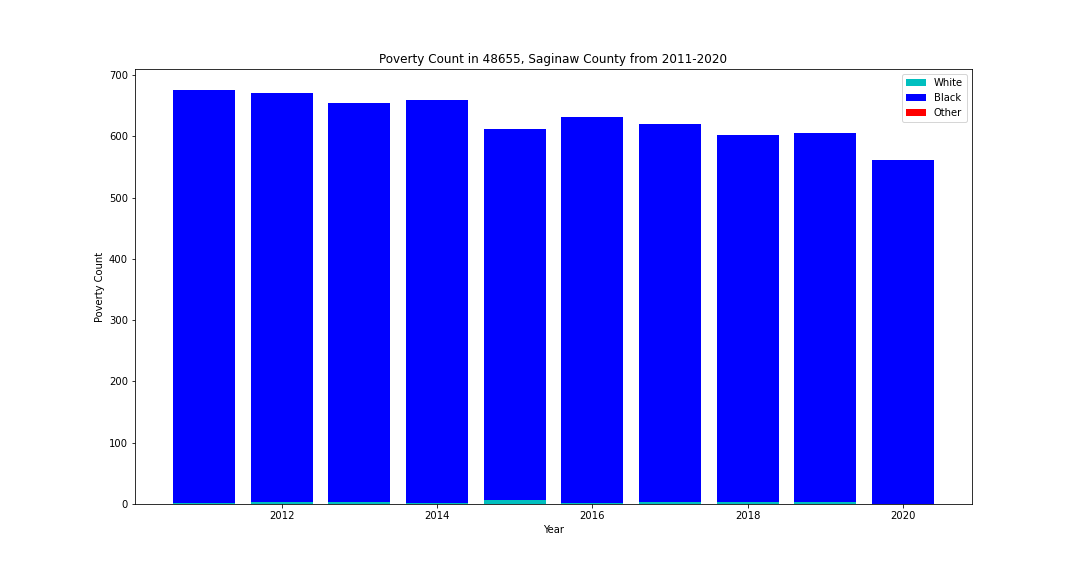 Poverty Count in 48655, Saginaw County from 2011-2020
White
Black
Other
700
600
500
400
300
200
100
0
Poverty Count
2012
2014
2016
2018
2020
Year